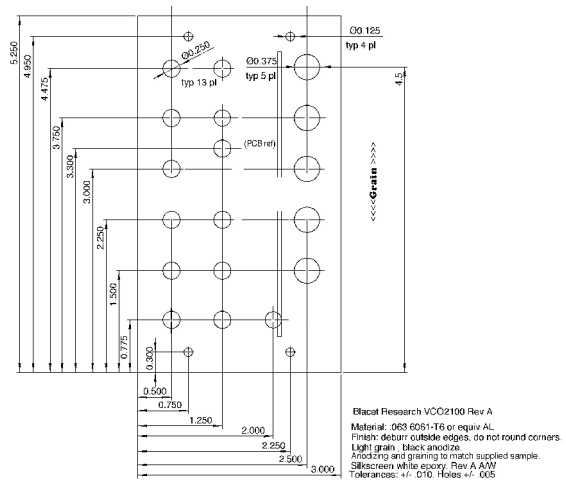 Ø0.125
typ 4 pl
Ø0.250
typ 13 pl
Ø0.375
typ 5 pl
(PCB ref)
<<<<Grain >>>>
4.5
5.250
4.950
4.475
3.750
3.300
3.000
2.250
1.500
0.775
0.300
0.500
0.750
1.250
2.000
2.250
2.500
3.000
Blacet Research VCO2100 Rev A
Material: .063 6061-T6 or equiv AL
Finish: deburr outside edges, do not round corners.
Light grain , black anodize.
Anodizing and graining to match supplied sample.
Silkscreen white epoxy. Rev A A/W
Tolerances: +/- .010. Holes +/- .005